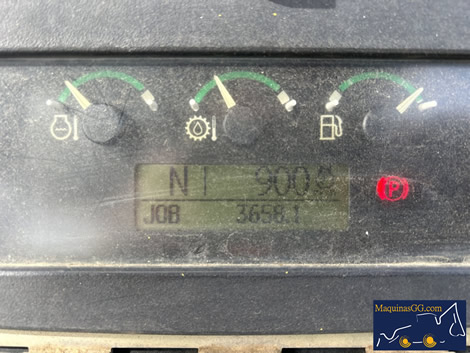 N 1 900
JOB 3658.1
P
MaquinasGG.com